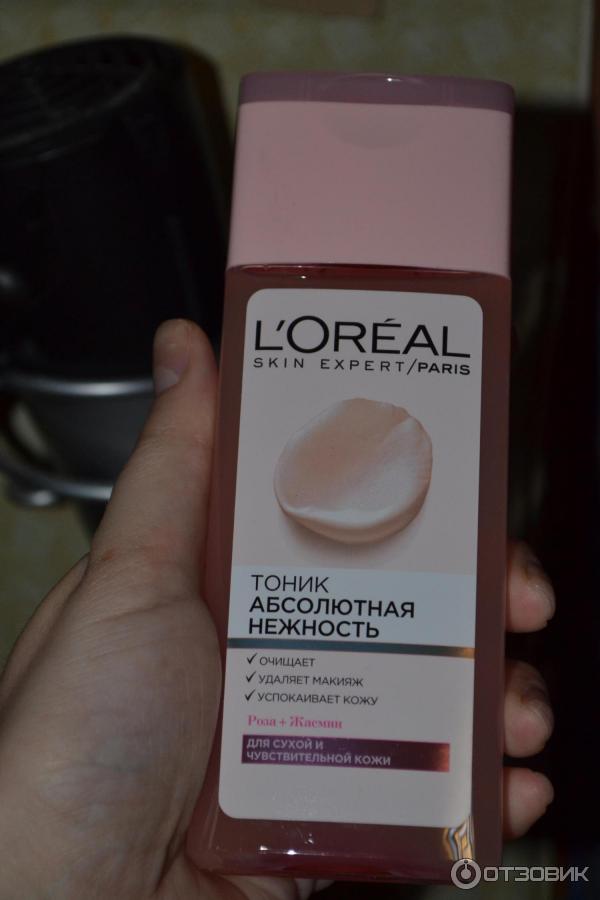 L'ORÉAL
SKIN EXPERT/PARIS
ТОНИК
АБСОЛЮТНАЯ
НЕЖНОСТЬ
✓ ОЧИЩАЕТ
✓ УДАЛЯЕТ МАКИЯЖ
✓ УСПОКАИВАЕТ КОЖУ
Роза + Жасмин
ДЛЯ СУХОЙ И
ЧУВСТВИТЕЛЬНОЙ КОЖИ
ОТЗОВИК